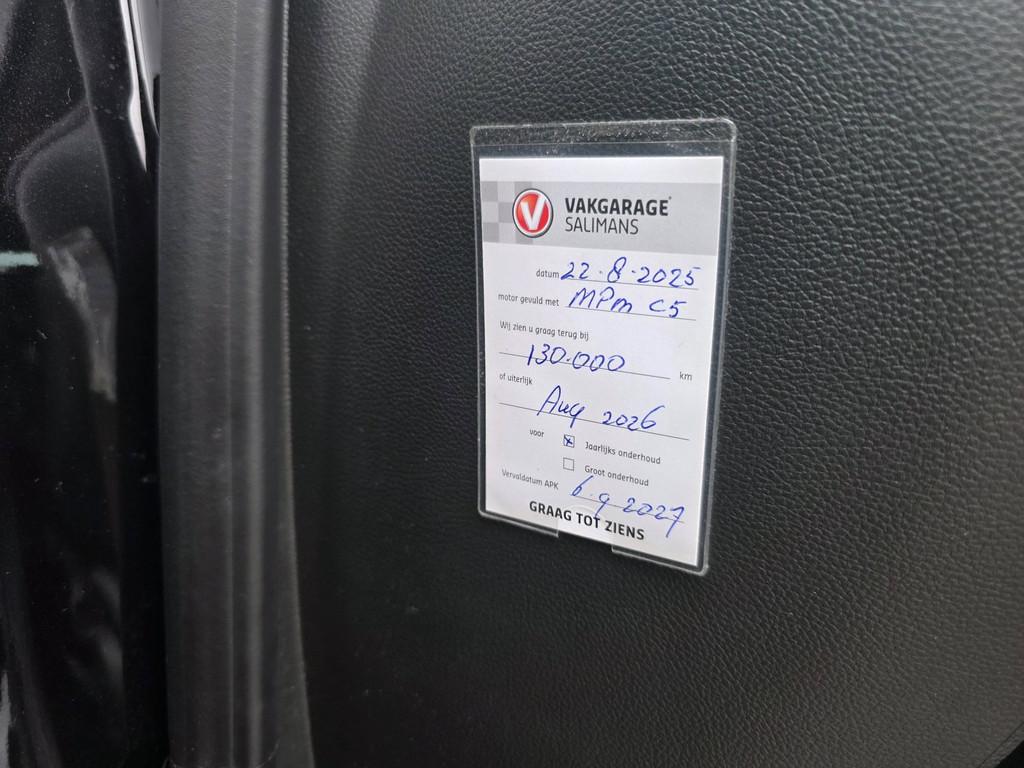 V VAKGARAGE
SALIMANS
datum 22-8-2025
motor gevuld met MPM C5
Wij zien u graag terug bij
130.000 km
of uiterlijk
Aug 2026
voor ☒ Jaarlijks onderhoud
☐ Groot onderhoud
Vervaldatum APK 6-9 2027
GRAAG TOT ZIENS